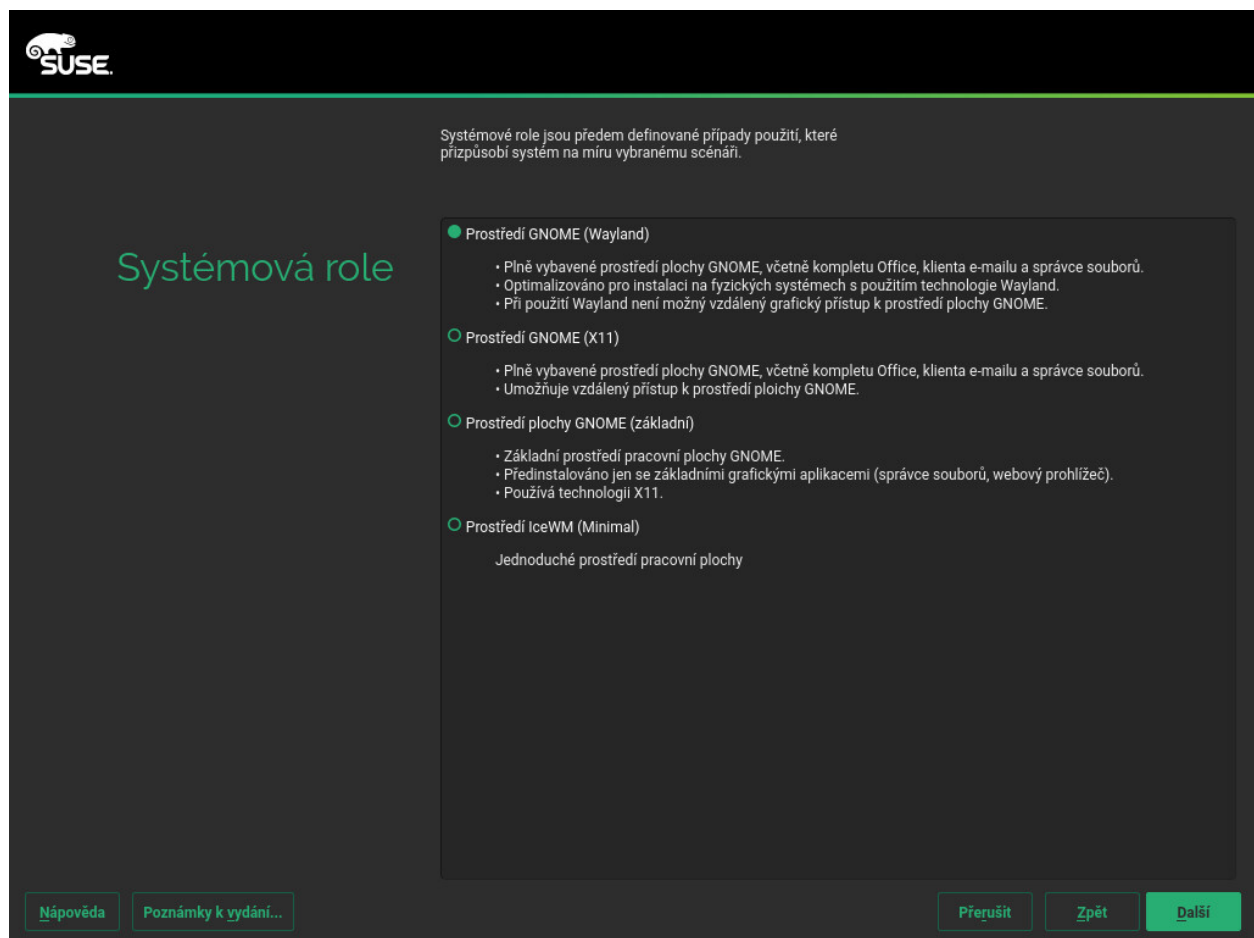 SUSE.
Systémové role jsou předem definované případy použití, které
přizpůsobí systém na míru vybranému scénáři.
Systémová role
Prostředí GNOME (Wayland)
• Plně vybavené prostředí plochy GNOME, včetně kompletu Office, klienta e-mailu a správce souborů.
• Optimalizováno pro instalaci na fyzických systémech s použitím technologie Wayland.
• Při použití Wayland není možný vzdálený grafický přístup k prostředí plochy GNOME.
Prostředí GNOME (X11)
• Plně vybavené prostředí plochy GNOME, včetně kompletu Office, klienta e-mailu a správce souborů.
• Umožňuje vzdálený přístup k prostředí ploichy GNOME.
Prostředí plochy GNOME (základní)
• Základní prostředí pracovní plochy GNOME.
• Předinstalováno jen se základními grafickými aplikacemi (správce souborů, webový prohlížeč).
• Používá technologii X11.
Prostředí IceWM (Minimal)
Jednoduché prostředí pracovní plochy
Nápověda Poznámky k vydání... Přerušit Zpět Další